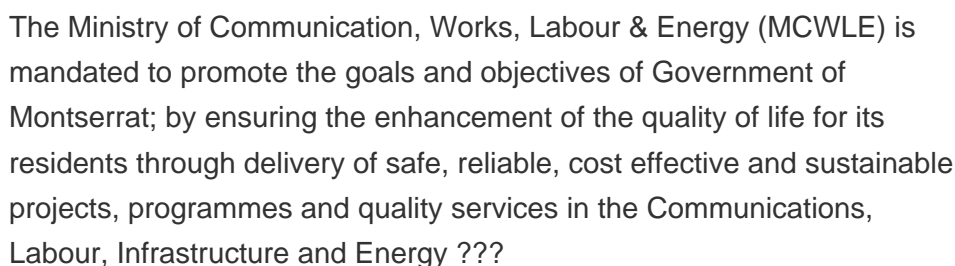 The Ministry of Communication, Works, Labour & Energy (MCWLE) is
mandated to promote the goals and objectives of Government of
Montserrat; by ensuring the enhancement of the quality of life for its
residents through delivery of safe, reliable, cost effective and sustainable
projects, programmes and quality services in the Communications,
Labour, Infrastructure and Energy ???